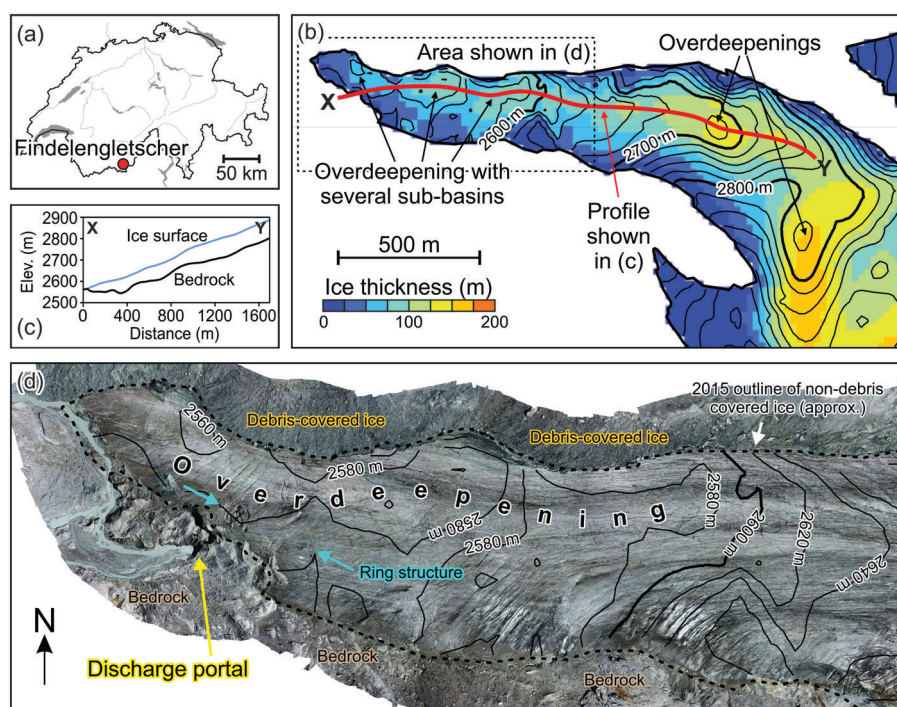 (a)
Findelengletscher
50 km
(b)
Area shown in (d)
Overdeepenings
X
2600 m
2700 m
Y
2800 m
Overdeepening with
several sub-basins
Profile
shown
in (c)
500 m
Ice thickness (m)
0 100 200
2900
2800
2700
2600
2500
Elev. (m)
X
Y
Ice surface
Bedrock
0 400 800 1200 1600
Distance (m)
(c)
(d)
2015 outline of non-debris
covered ice (approx.)
2560 m
Debris-covered ice
Debris-covered ice
2580 m
Overdeepening
2580 m
2580 m
2580 m
2600 m
2620 m
2640 m
Ring structure
Bedrock
Bedrock
Bedrock
N
Discharge portal